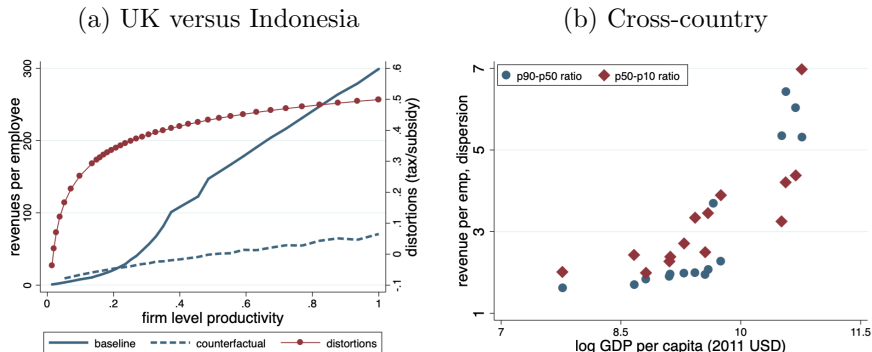 (a) UK versus Indonesia
(b) Cross-country
revenues per employee
300
200
100
0
distortions (tax/subsidy)
.6
.5
.4
.3
.2
.1
0
-.1
0 .2 .4 .6 .8 1
firm level productivity
baseline counterfactual distortions
p90-p50 ratio p50-p10 ratio
revenue per emp, dispersion
7
5
3
1
7 8.5 10 11.5
log GDP per capita (2011 USD)